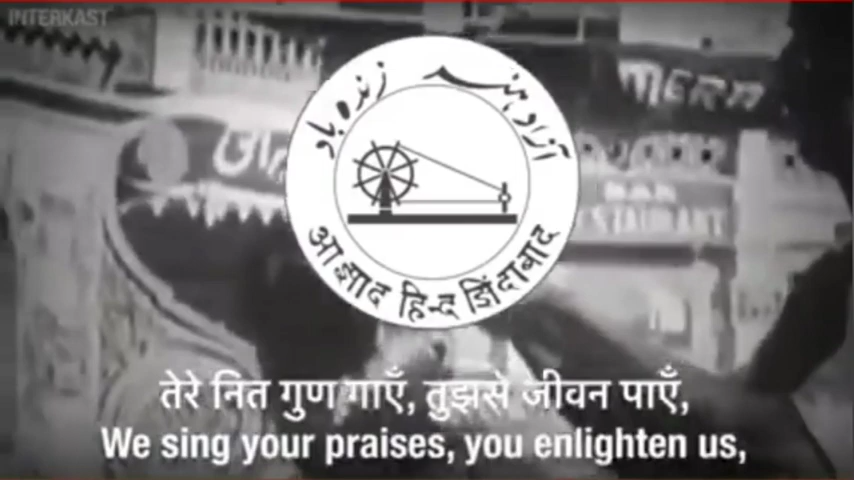 INTERKAST
آزاد ہند زندہ باد
आज़ाद हिन्द ज़िंदाबाद
तेरे नित गुण गाएँ, तुझसे जीवन पाएँ,
We sing your praises, you enlighten us,